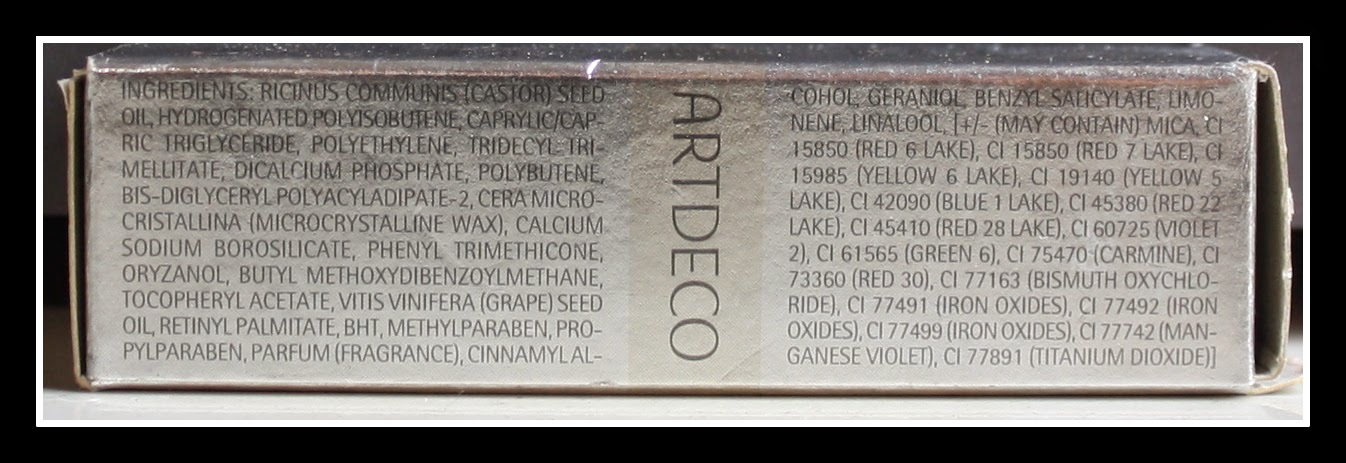 INGREDIENTS: RICINUS COMMUNIS (CASTOR) SEED
OIL, HYDROGENATED POLYISOBUTENE, CAPRYLIC/CAP-
RIC TRIGLYCERIDE, POLYETHYLENE, TRIDECYL TRI-
MELLITATE, DICALCIUM PHOSPHATE, POLYBUTENE,
BIS-DIGLYCERYL POLYACYLADIPATE-2, CERA MICRO-
CRISTALLINA (MICROCRYSTALLINE WAX), CALCIUM
SODIUM BOROSILICATE, PHENYL TRIMETHICONE,
ORYZANOL, BUTYL METHOXYDIBENZOYLMETHANE,
TOCOPHERYL ACETATE, VITIS VINIFERA (GRAPE) SEED
OIL, RETINYL PALMITATE, BHT, METHYLPARABEN, PRO-
PYLPARABEN, PARFUM (FRAGRANCE), CINNAMYL AL-
ARTDECO
COHOL, GERANIOL, BENZYL SALICYLATE, LIMO-
NENE, LINALOOL, [+/- (MAY CONTAIN) MICA, CI
15850 (RED 6 LAKE), CI 15850 (RED 7 LAKE), CI
15985 (YELLOW 6 LAKE), CI 19140 (YELLOW 5
LAKE), CI 42090 (BLUE 1 LAKE), CI 45380 (RED 22
LAKE), CI 45410 (RED 28 LAKE), CI 60725 (VIOLET
2), CI 61565 (GREEN 6), CI 75470 (CARMINE), CI
73360 (RED 30), CI 77163 (BISMUTH OXYCHLO-
RIDE), CI 77491 (IRON OXIDES), CI 77492 (IRON
OXIDES), CI 77499 (IRON OXIDES), CI 77742 (MAN-
GANESE VIOLET), CI 77891 (TITANIUM DIOXIDE)]